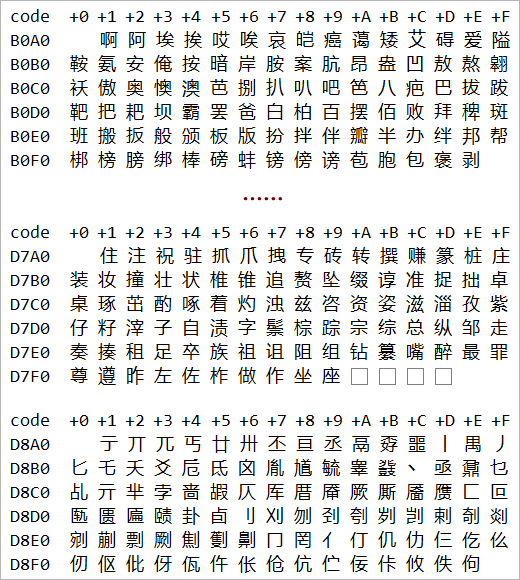 code +0 +1 +2 +3 +4 +5 +6 +7 +8 +9 +A +B +C +D +E +F
B0A0 啊 阿 埃 挨 哎 唉 哀 皑 癌 蔼 矮 艾 碍 爱 隘
B0B0 鞍 氨 安 俺 按 暗 岸 胺 案 肮 昂 盎 凹 敖 熬 翱
B0C0 袄 傲 奥 懊 澳 芭 捌 扒 叭 吧 笆 八 疤 巴 拔 跋
B0D0 靶 把 耙 坝 霸 罢 爸 白 柏 百 摆 佰 败 拜 稗 斑
B0E0 班 搬 扳 般 颁 板 版 扮 拌 伴 瓣 半 办 绊 邦 帮
B0F0 梆 榜 膀 绑 棒 磅 蚌 镑 傍 谤 苞 胞 包 褒 剥
……
code +0 +1 +2 +3 +4 +5 +6 +7 +8 +9 +A +B +C +D +E +F
D7A0 住 注 祝 驻 抓 爪 拽 专 砖 转 撰 赚 篆 桩 庄
D7B0 装 妆 撞 壮 状 椎 锥 追 赘 坠 缀 谆 准 捉 拙 卓
D7C0 桌 琢 茁 酌 啄 着 灼 浊 兹 咨 资 姿 滋 淄 孜 紫
D7D0 仔 籽 滓 子 自 渍 字 鬃 棕 踪 宗 综 总 纵 邹 走
D7E0 奏 揍 租 足 卒 族 祖 诅 阻 组 钻 纂 嘴 醉 最 罪
D7F0 尊 遵 昨 左 佐 柞 做 作 坐 座 □ □ □ □
code +0 +1 +2 +3 +4 +5 +6 +7 +8 +9 +A +B +C +D +E +F
D8A0 亍 丌 兀 丐 廿 卅 丕 亘 丞 鬲 孬 噩 丨 禺 丿
D8B0 匕 乇 夭 爻 卮 氐 囟 胤 馗 毓 睾 鼗 丶 亟 鼐 乜
D8C0 乩 亓 芈 孛 啬 嘏 仄 厍 厝 厣 厥 厮 靥 赝 匚 叵
D8D0 匦 匮 匾 赜 卦 卣 刂 刈 刎 刭 刳 刿 剀 剌 剞 剡
D8E0 剜 蒯 剽 劂 劁 劐 劓 冂 罔 亻 仃 仉 仂 仨 仡 仫
D8F0 仞 伛 仳 伢 佤 仵 伥 伧 伉 伫 佞 佧 攸 佚 佝